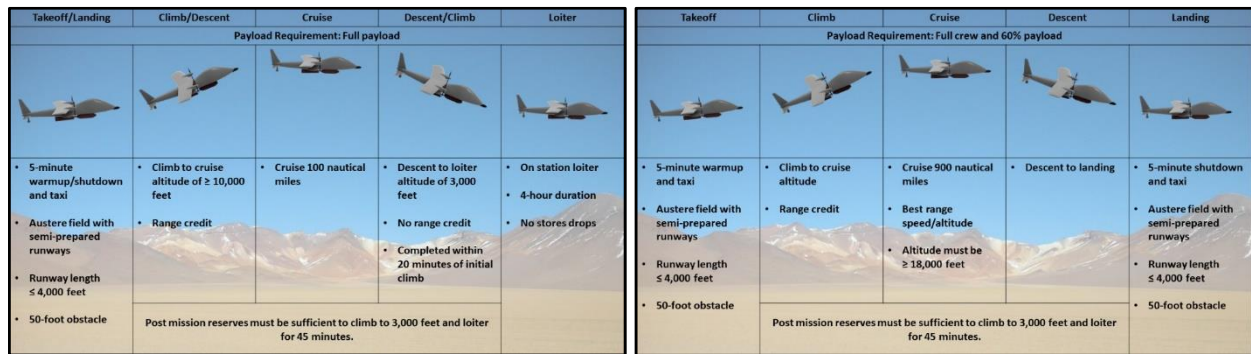 Takeoff/Landing Climb/Descent Cruise Descent/Climb Loiter
Payload Requirement: Full payload
• 5-minute
warmup/shutdown
and taxi
• Austere field with
semi-prepared
runways
• Runway length
≤ 4,000 feet
• 50-foot obstacle
• Climb to cruise
altitude of ≥ 10,000
feet
• Range credit
• Cruise 100 nautical
miles
• Descent to loiter
altitude of 3,000
feet
• No range credit
• Completed within
20 minutes of initial
climb
• On station loiter
• 4-hour duration
• No stores drops
Post mission reserves must be sufficient to climb to 3,000 feet and loiter
for 45 minutes.
Takeoff Climb Cruise Descent Landing
Payload Requirement: Full crew and 60% payload
• 5-minute warmup
and taxi
• Austere field with
semi-prepared
runways
• Runway length
≤ 4,000 feet
• 50-foot obstacle
• Climb to cruise
altitude
• Range credit
• Cruise 900 nautical
miles
• Best range
speed/altitude
• Altitude must be
≥ 18,000 feet
• Descent to landing
• 5-minute shutdown
and taxi
• Austere field with
semi-prepared
runways
• Runway length
≤ 4,000 feet
• 50-foot obstacle
Post mission reserves must be sufficient to climb to 3,000 feet and loiter
for 45 minutes.